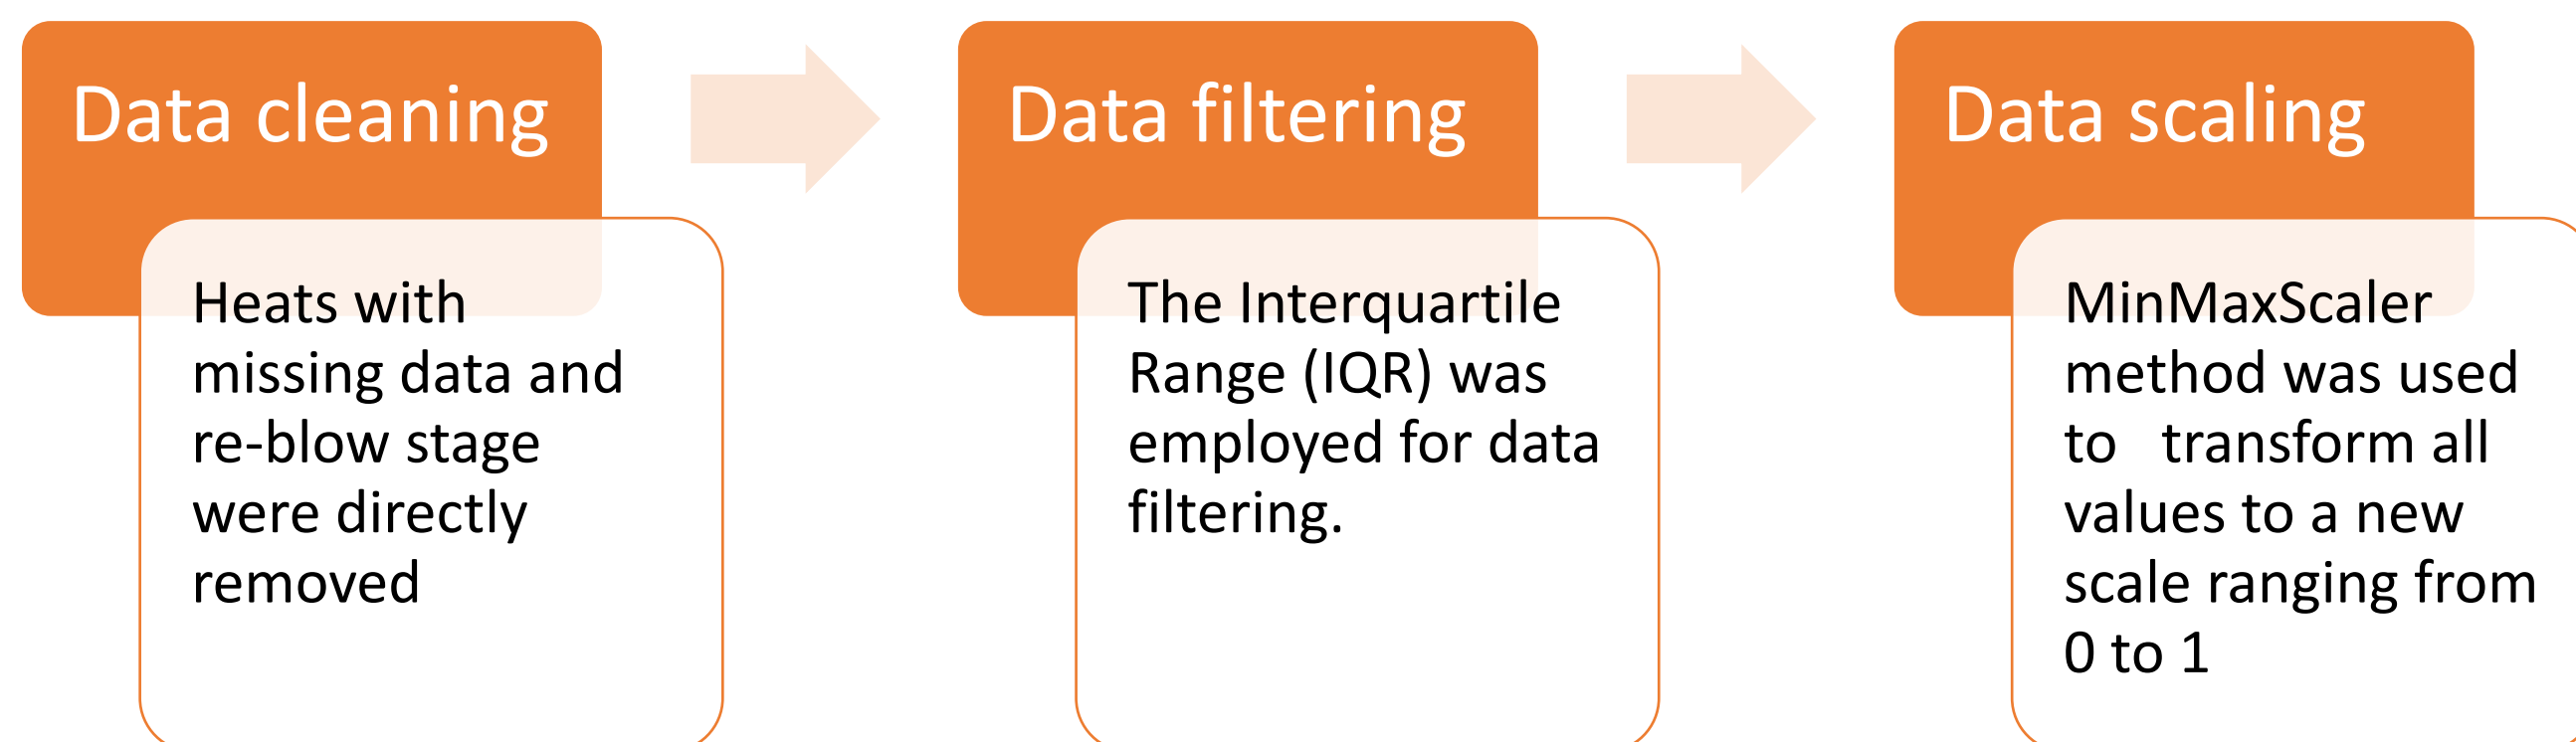 Data cleaning
Heats with
missing data and
re-blow stage
were directly
removed
Data filtering
The Interquartile
Range (IQR) was
employed for data
filtering.
Data scaling
MinMaxScaler
method was used
to   transform all
values to a new
scale ranging from
0 to 1